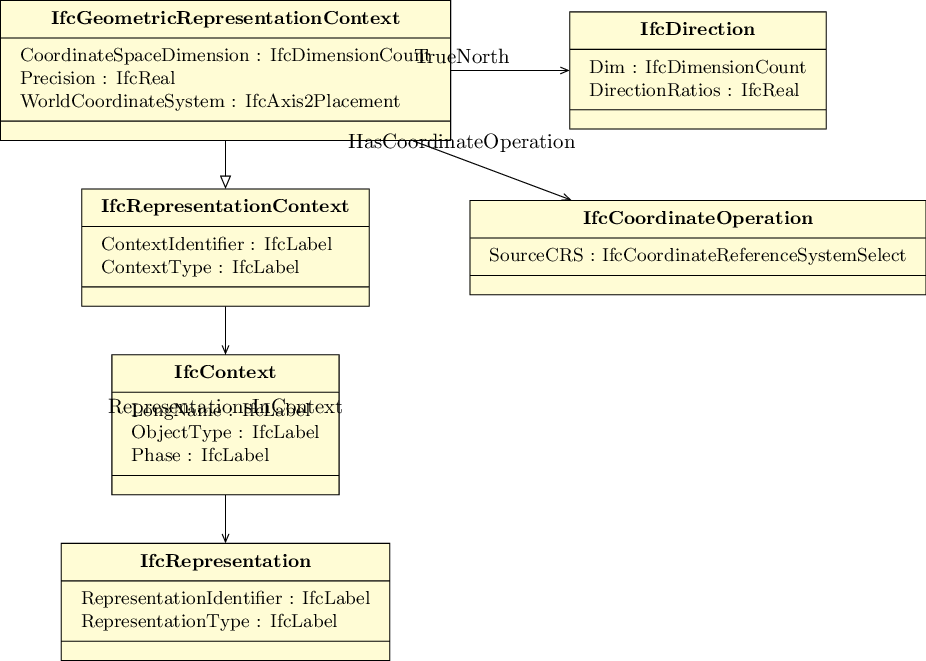 IfcGeometricRepresentationContext
CoordinateSpaceDimension : IfcDimensionCount
Precision : IfcReal
WorldCoordinateSystem : IfcAxis2Placement
TrueNorth
IfcDirection
Dim : IfcDimensionCount
DirectionRatios : IfcReal
HasCoordinateOperation
IfcRepresentationContext
ContextIdentifier : IfcLabel
ContextType : IfcLabel
IfcCoordinateOperation
SourceCRS : IfcCoordinateReferenceSystemSelect
IfcContext
RepresentationsInContext
LongName : IfcLabel
ObjectType : IfcLabel
Phase : IfcLabel
IfcRepresentation
RepresentationIdentifier : IfcLabel
RepresentationType : IfcLabel